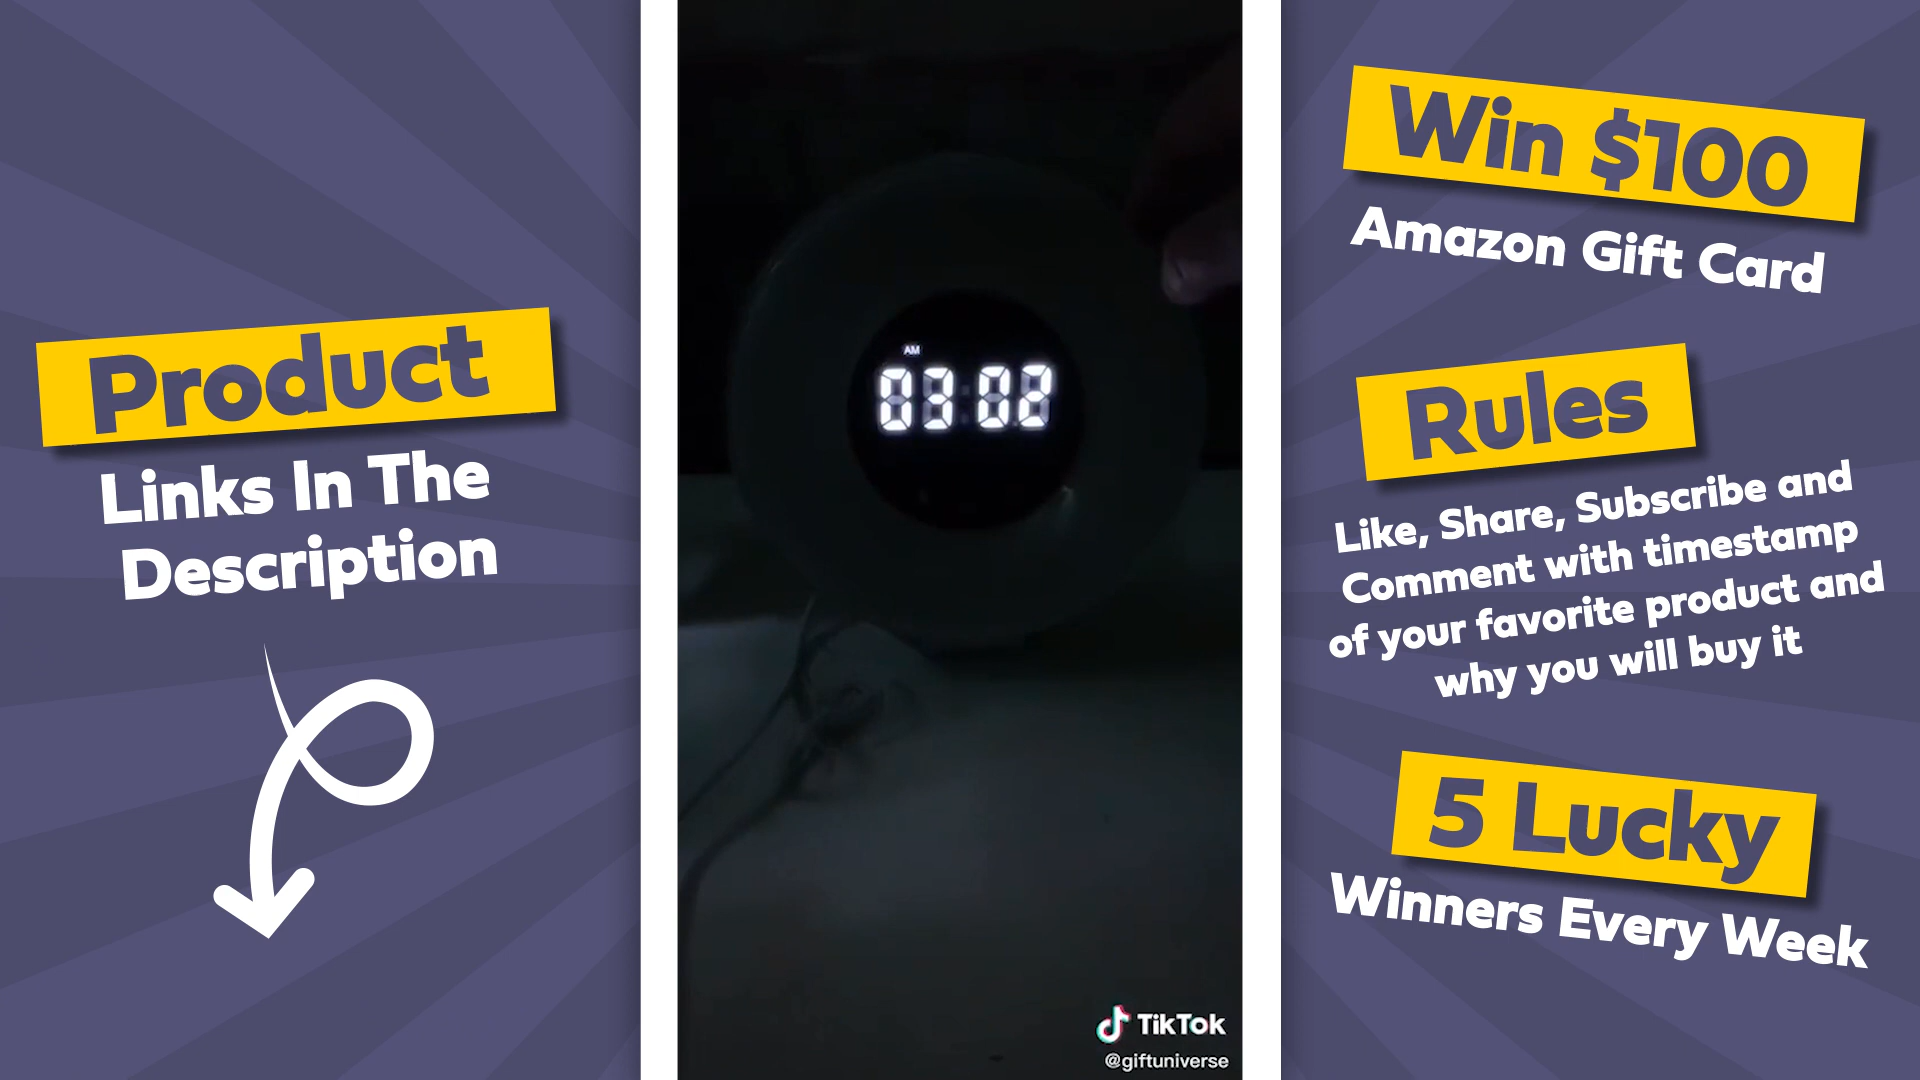 Product
Links In The
Description
AM
03:02
TikTok
@giftuniverse
Win $100
Amazon Gift Card
Rules
Like, Share, Subscribe and
Comment with timestamp
of your favorite product and
why you will buy it
5 Lucky
Winners Every Week